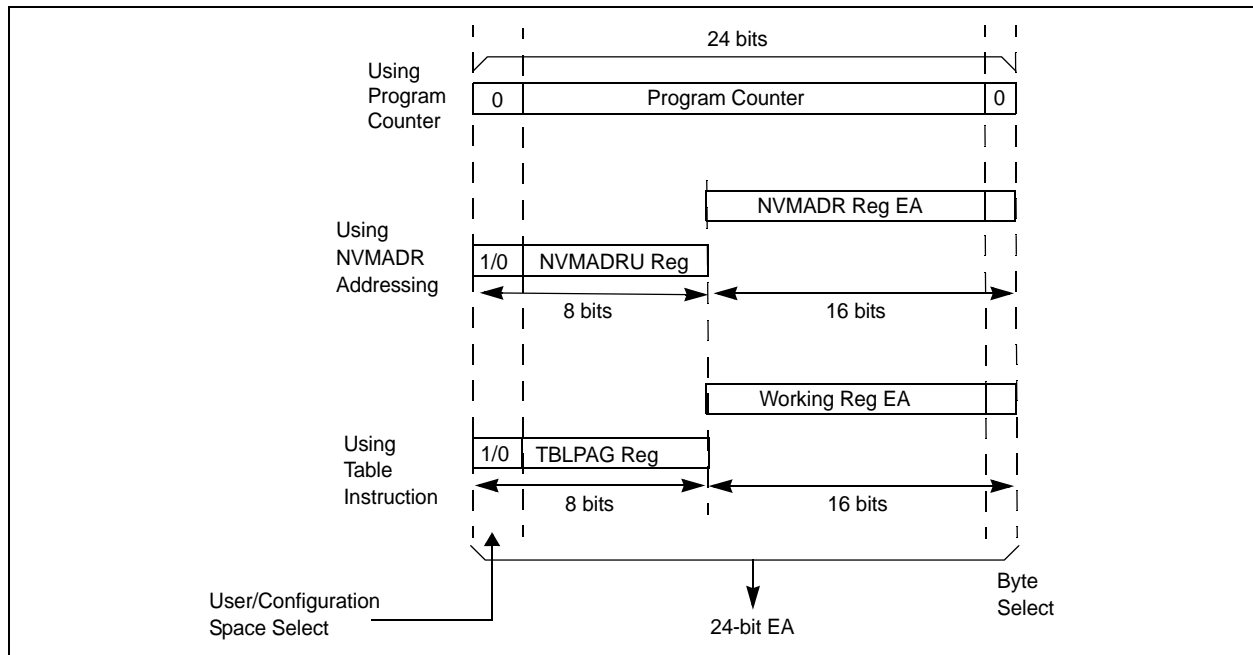 24 bits
Using
Program
Counter
0
Program Counter
0
NVMADR Reg EA
Using
NVMADR
Addressing
1/0
NVMADRU Reg
8 bits
16 bits
Working Reg EA
Using
Table
Instruction
1/0
TBLPAG Reg
8 bits
16 bits
User/Configuration
Space Select
24-bit EA
Byte
Select